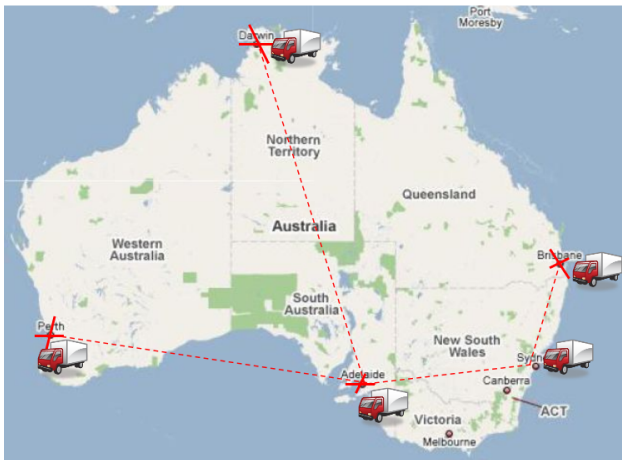 Port
Moresby
Darwin
Northern
Territory
Queensland
Australia
Western
Australia
Brisbane
South
Australia
Perth
New South
Wales
Sydne
Adelaide
Canberra
ACT
Victoria
Melbourne